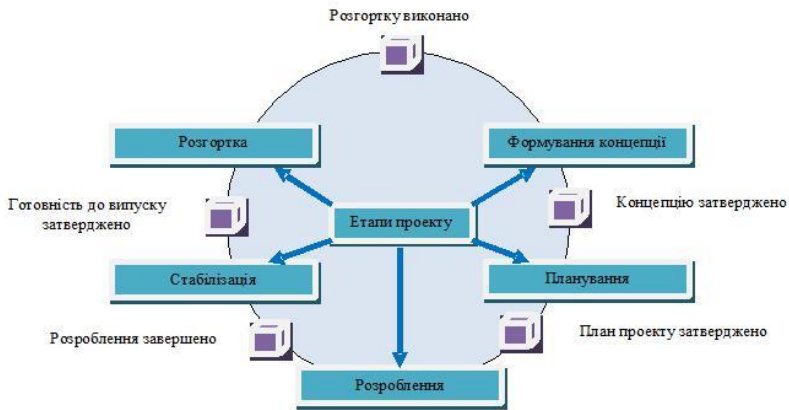 Розгортку виконано
Розгортка
Формування концепції
Готовність до випуску
затверджено
Етапи проекту
Концепцію затверджено
Стабілізація
Планування
Розроблення завершено
План проекту затверджено
Розроблення